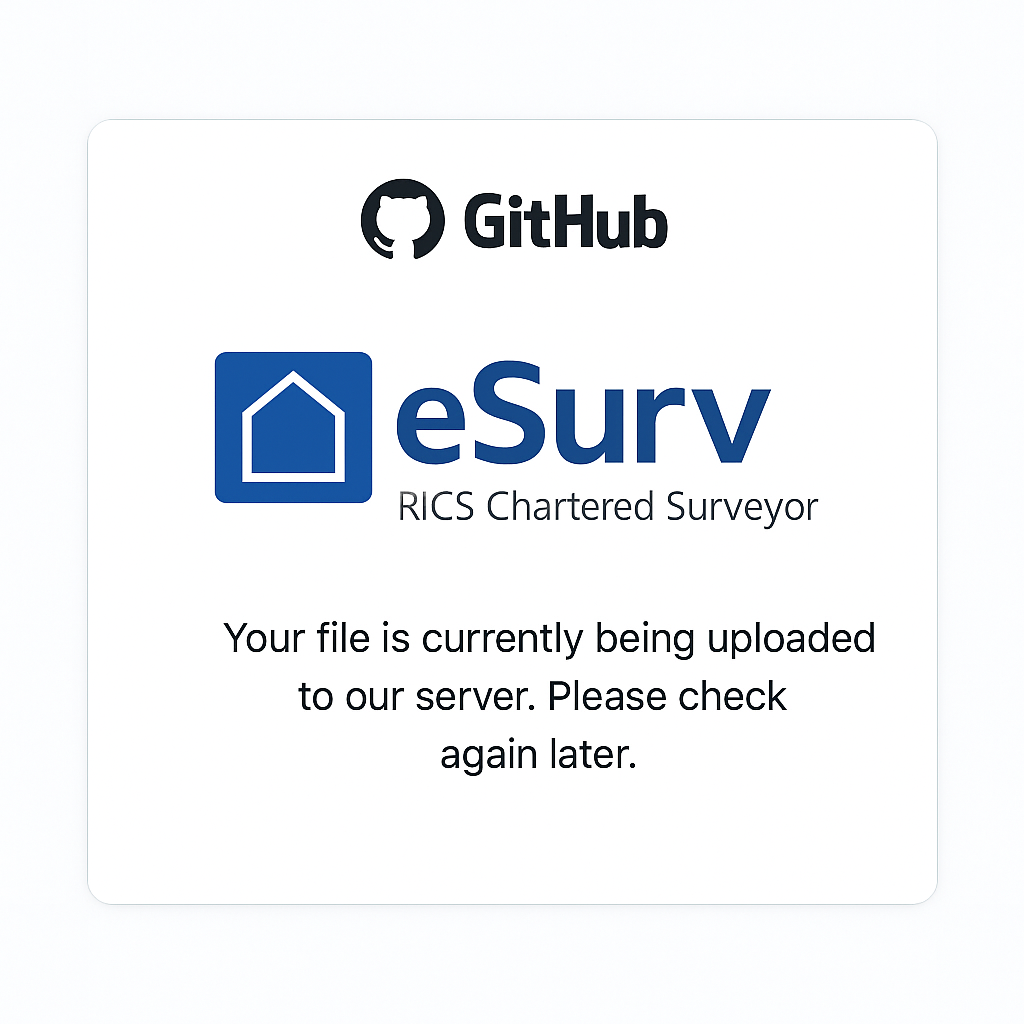 GitHub
eSurv
RICS Chartered Surveyor
Your file is currently being uploaded
to our server. Please check
again later.